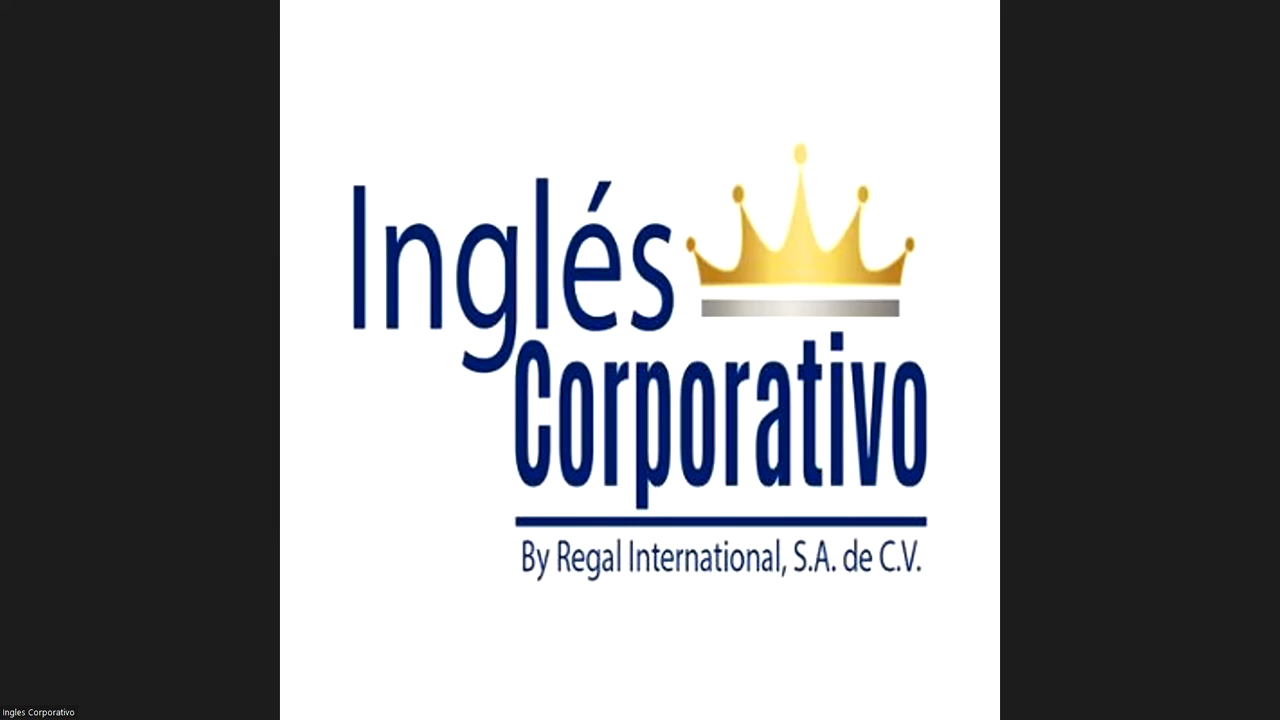 Inglés
Corporativo
By Regal International, S.A. de C.V.
Ingles Corporativo